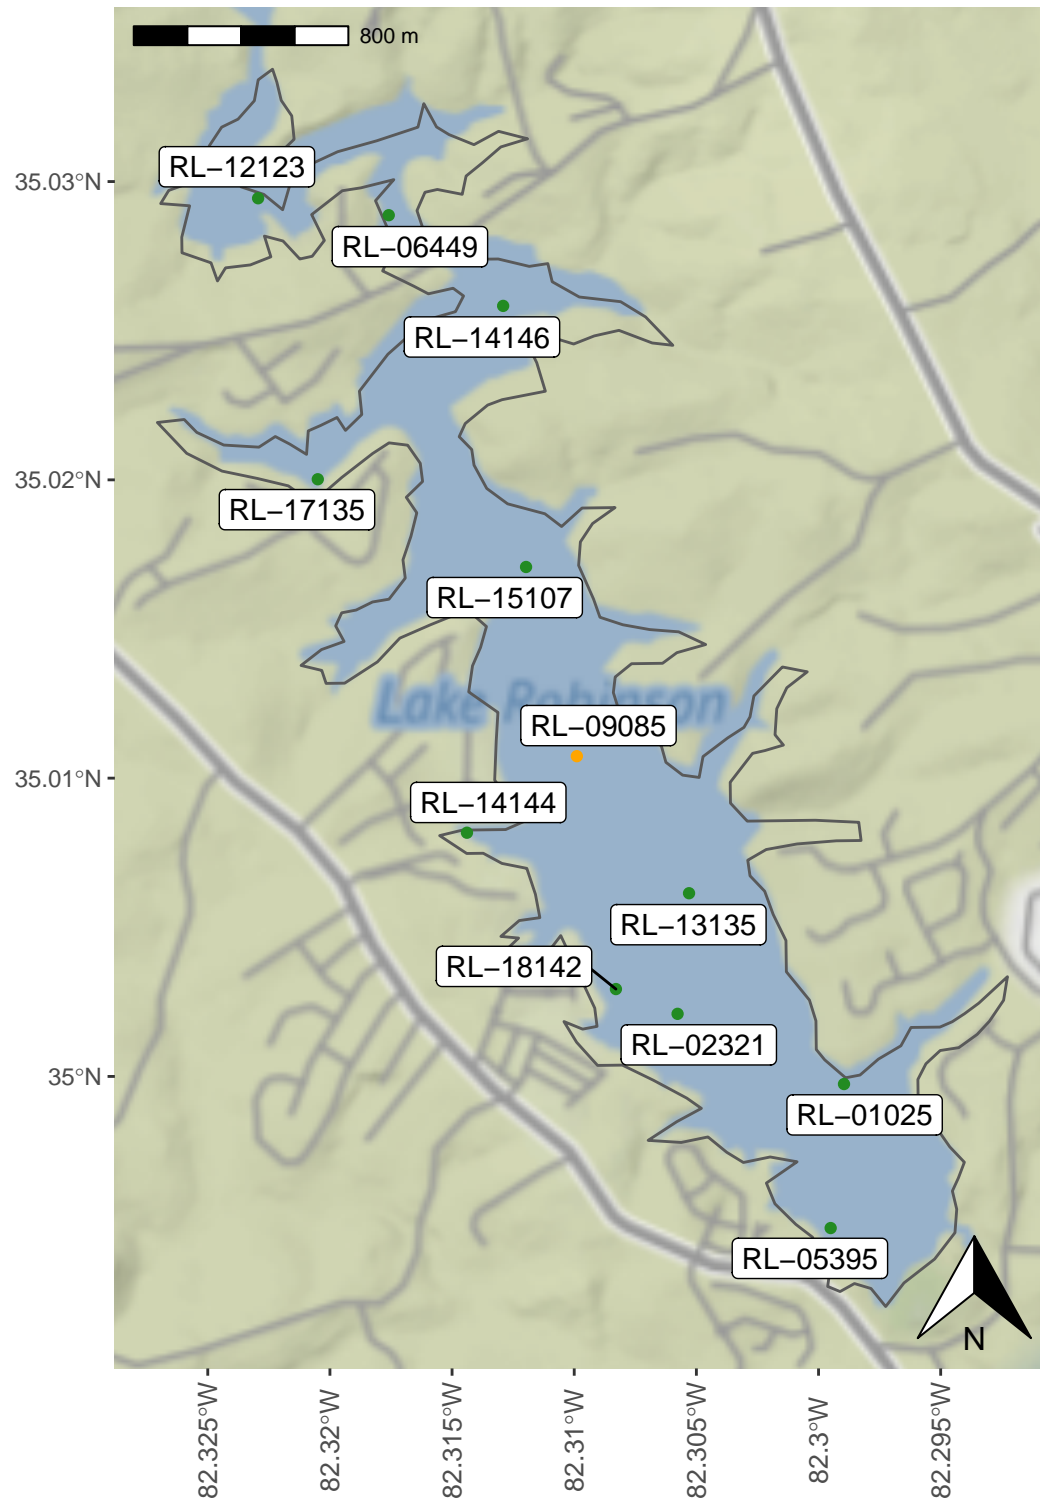 800 m
RL−12123
35.03°N
RL−06449
RL−14146
35.02°N
RL−17135
RL−15107
Lake Robinson
RL−09085
35.01°N
RL−14144
RL−13135
RL−18142
RL−02321
35°N
RL−01025
RL−05395
N
82.325°W
82.32°W
82.315°W
82.31°W
82.305°W
82.3°W
82.295°W